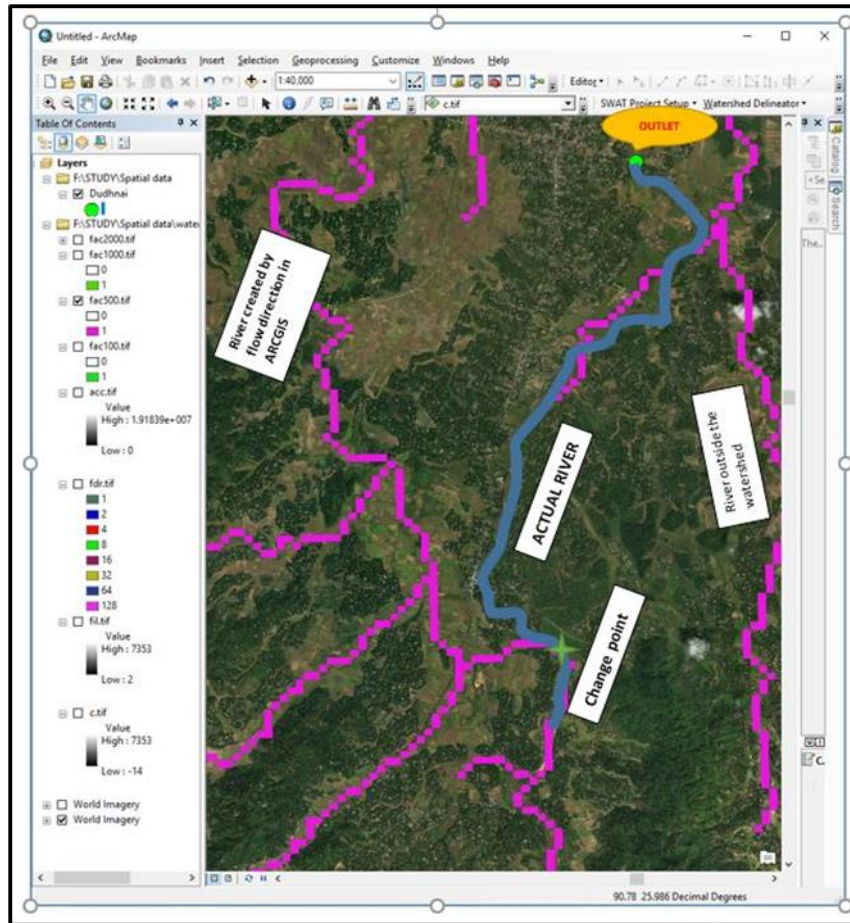 Untitled - ArcMap
File Edit View Bookmarks Insert Selection Geoprocessing Customize Windows Help
1:40,000
Editor
c.tif
SWAT Project Setup Watershed Delineator
Table Of Contents
Layers
F:\STUDY\Spatial data
Dudhnai
F:\STUDY\Spatial data\water
fac2000.tif
fac1000.tif
0
1
fac500.tif
0
1
fac100.tif
0
1
acc.tif
Value
High : 1.91839e+007
Low : 0
fdr.tif
1
2
4
8
16
32
64
128
fil.tif
Value
High : 7353
Low : 2
c.tif
Value
High : 7353
Low : -14
World Imagery
World Imagery
OUTLET
River created by
flow direction in
ARCGIS
ACTUAL RIVER
River outside the
watershed
Change point
Catalog
Search
<Se
The..
C.
90.78 25.986 Decimal Degrees